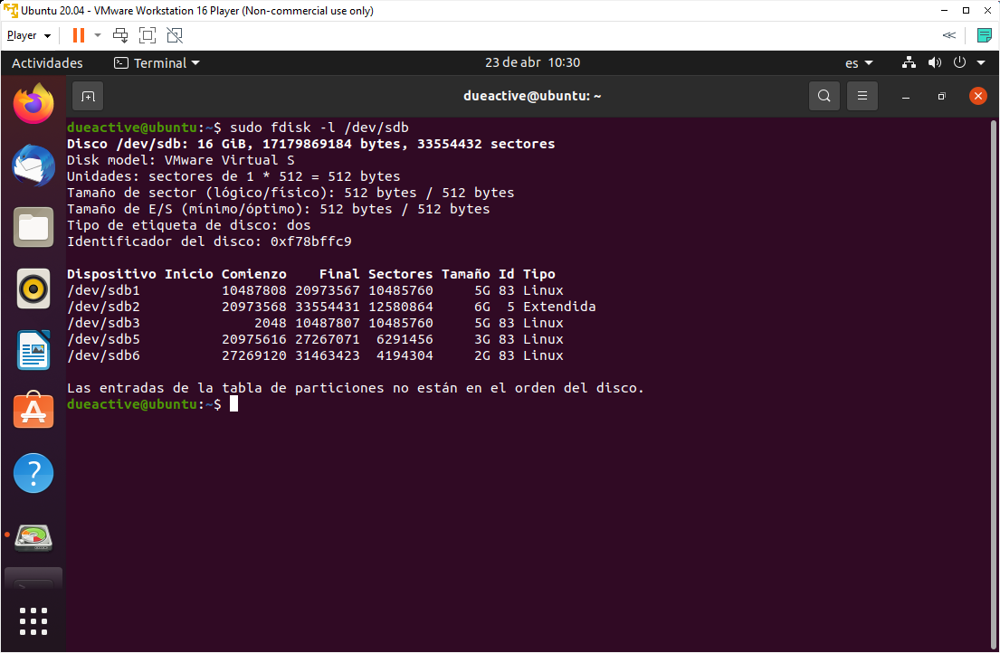 Ubuntu 20.04 - VMware Workstation 16 Player (Non-commercial use only)
Player
Actividades Terminal 23 de abr 10:30 es
dueactive@ubuntu: ~
dueactive@ubuntu:~$ sudo fdisk -l /dev/sdb
Disco /dev/sdb: 16 GiB, 17179869184 bytes, 33554432 sectores
Disk model: VMware Virtual S
Unidades: sectores de 1 * 512 = 512 bytes
Tamaño de sector (lógico/físico): 512 bytes / 512 bytes
Tamaño de E/S (mínimo/óptimo): 512 bytes / 512 bytes
Tipo de etiqueta de disco: dos
Identificador del disco: 0xf78bffc9
Dispositivo Inicio Comienzo    Final Sectores Tamaño Id Tipo
/dev/sdb1          10487808 20973567 10485760     5G 83 Linux
/dev/sdb2          20973568 33554431 12580864     6G  5 Extendida
/dev/sdb3              2048 10487807 10485760     5G 83 Linux
/dev/sdb5          20975616 27267071  6291456     3G 83 Linux
/dev/sdb6          27269120 31463423  4194304     2G 83 Linux
Las entradas de la tabla de particiones no están en el orden del disco.
dueactive@ubuntu:~$